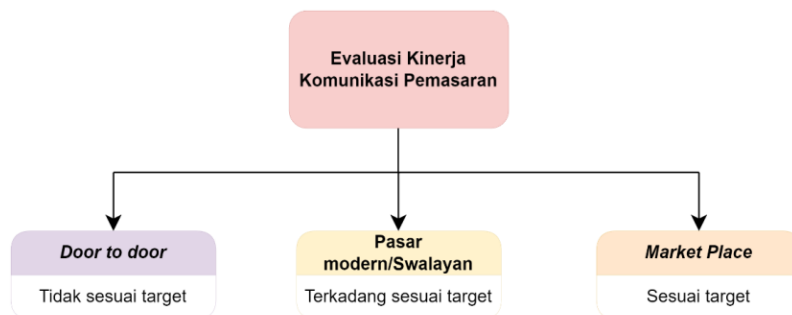 Evaluasi Kinerja
Komunikasi Pemasaran
Door to door
Tidak sesuai target
Pasar
modern/Swalayan
Terkadang sesuai target
Market Place
Sesuai target